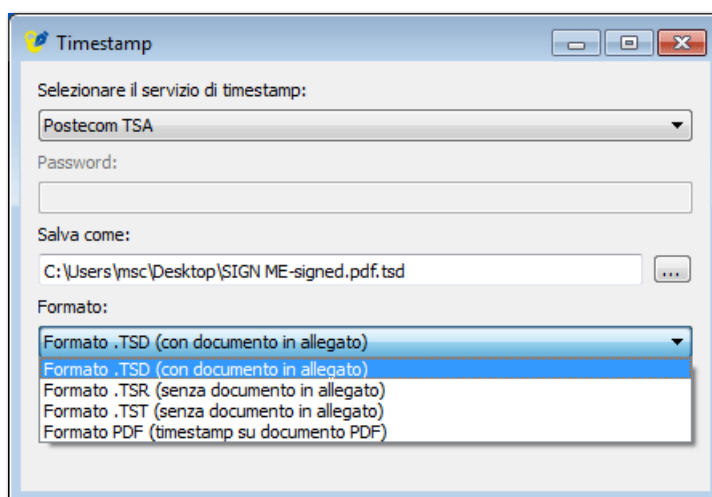 Timestamp
Selezionare il servizio di timestamp:
Postecom TSA
Password:
Salva come:
C:\Users\msc\Desktop\SIGN ME-signed.pdf.tsd
...
Formato:
Formato .TSD (con documento in allegato)
Formato .TSD (con documento in allegato)
Formato .TSR (senza documento in allegato)
Formato .TST (senza documento in allegato)
Formato PDF (timestamp su documento PDF)